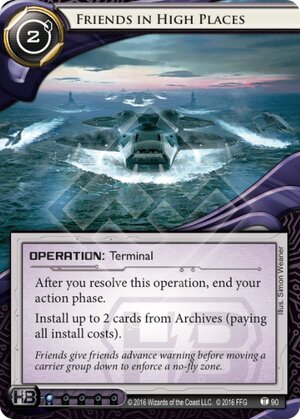 Friends in High Places
2
OPERATION: Terminal
After you resolve this operation, end your
action phase.
Install up to 2 cards from Archives (paying
all install costs).
Friends give friends advance warning before moving a
carrier group down to enforce a no-fly zone.
Illus. Simon Weaner
HB
© 2016 Wizards of the Coast LLC. © 2016 FFG
90